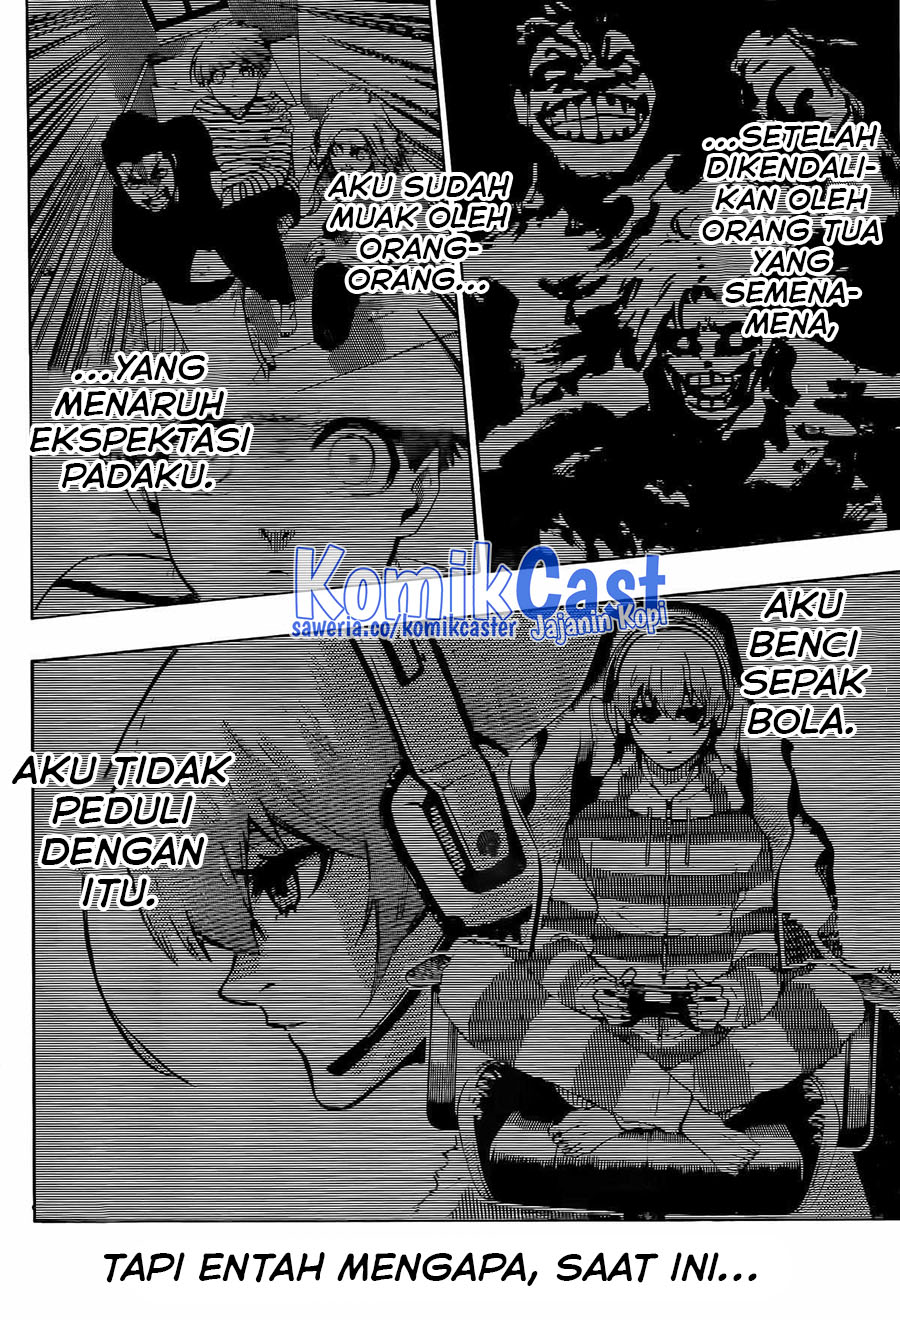 ...SETELAH
DIKENDALI-
KAN OLEH
ORANG TUA
YANG
SEMENA-
MENA,
AKU SUDAH
MUAK OLEH
ORANG-
ORANG...
...YANG
MENARUH
EKSPEKTASI
PADAKU.
KomikCast
saweria.co/komikcaster Jajanin Kopi
AKU
BENCI
SEPAK
BOLA.
AKU TIDAK
PEDULI
DENGAN
ITU.
TAPI ENTAH MENGAPA, SAAT INI...